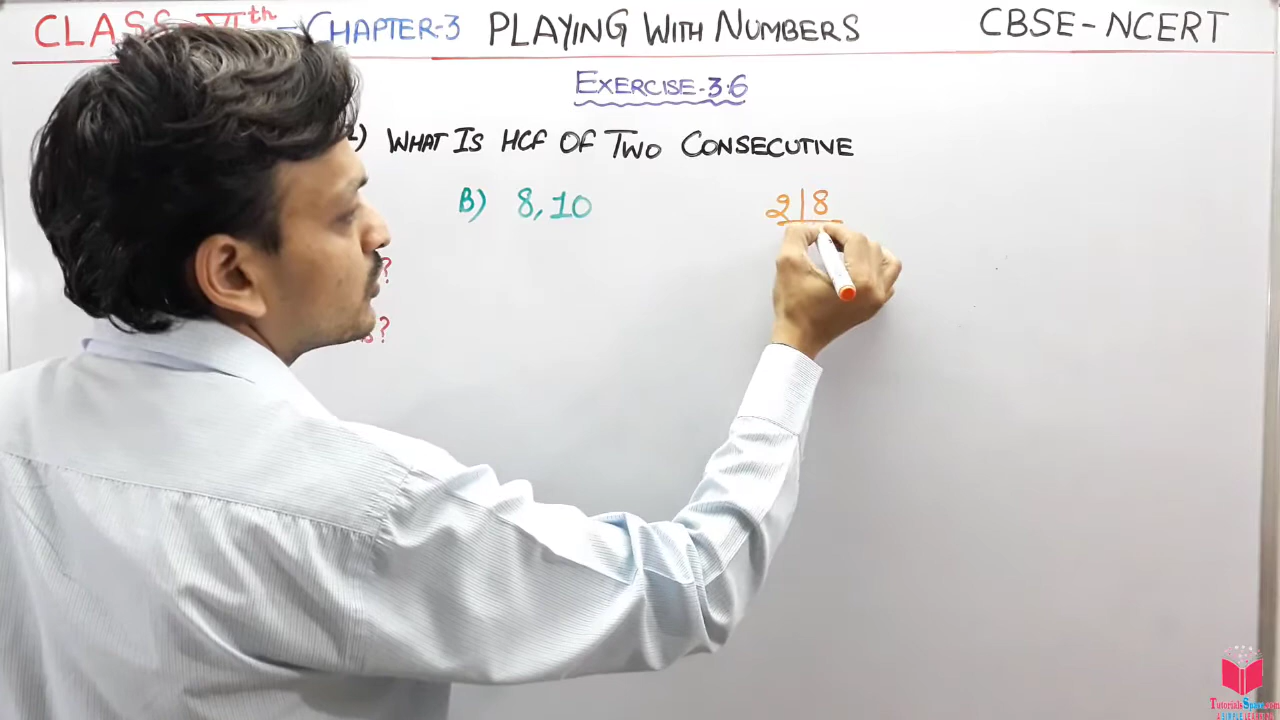 CLASS-VIth - CHAPTER-3 PLAYING WITH NUMBERS CBSE-NCERT
EXERCISE-3.6
WHAT IS HCF OF TWO CONSECUTIVE
B) 8, 10
2 | 8
?
?